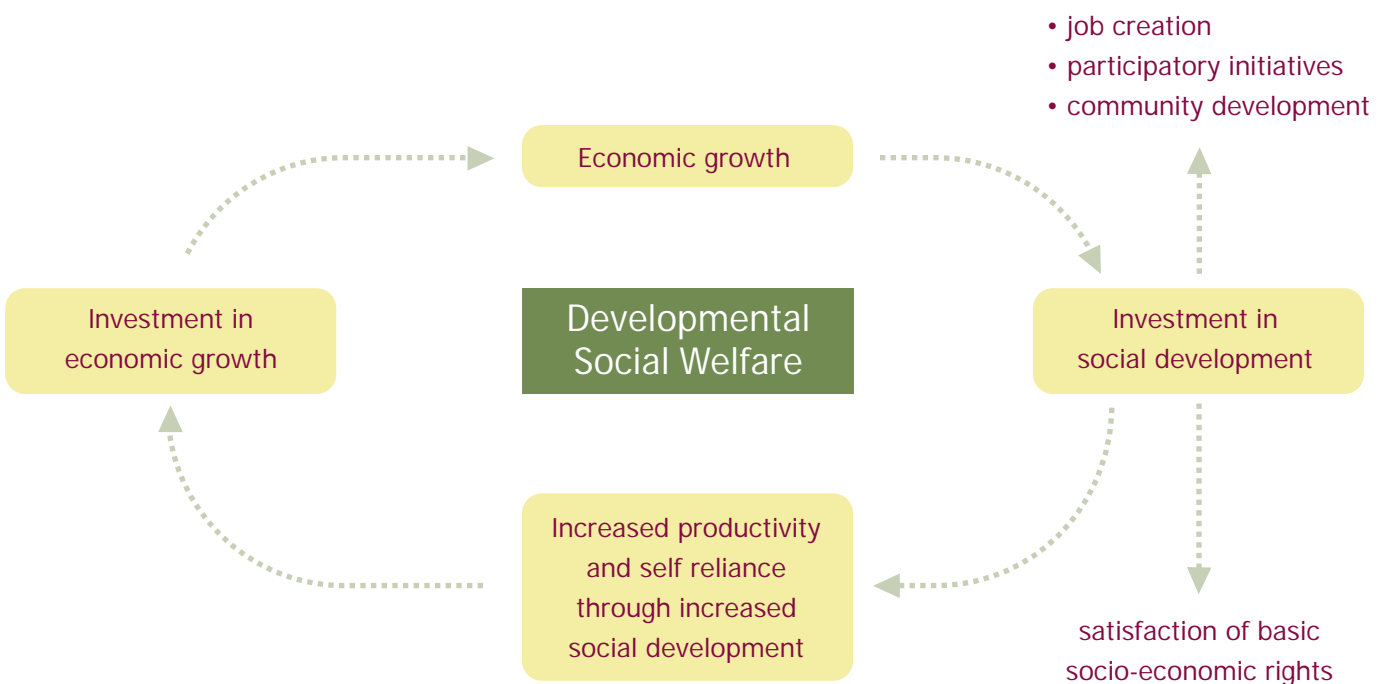 • job creation
• participatory initiatives
• community development
Economic growth
Investment in
economic growth
Developmental
Social Welfare
Investment in
social development
Increased productivity
and self reliance
through increased
social development
satisfaction of basic
socio-economic rights